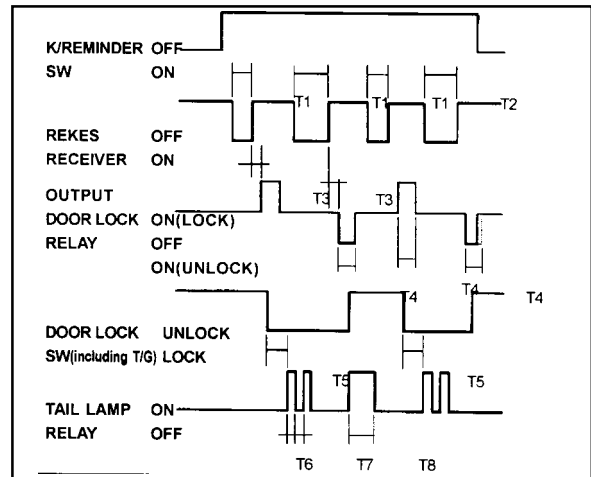 K/REMINDER OFF
SW ON
T1 T1 T1 T2
REKES OFF
RECEIVER ON
OUTPUT T3 T3
DOOR LOCK ON(LOCK)
RELAY OFF
ON(UNLOCK)
T4 T4 T4
DOOR LOCK UNLOCK
SW(including T/G) LOCK
T5 T5
TAIL LAMP ON
RELAY OFF
T6 T7 T8